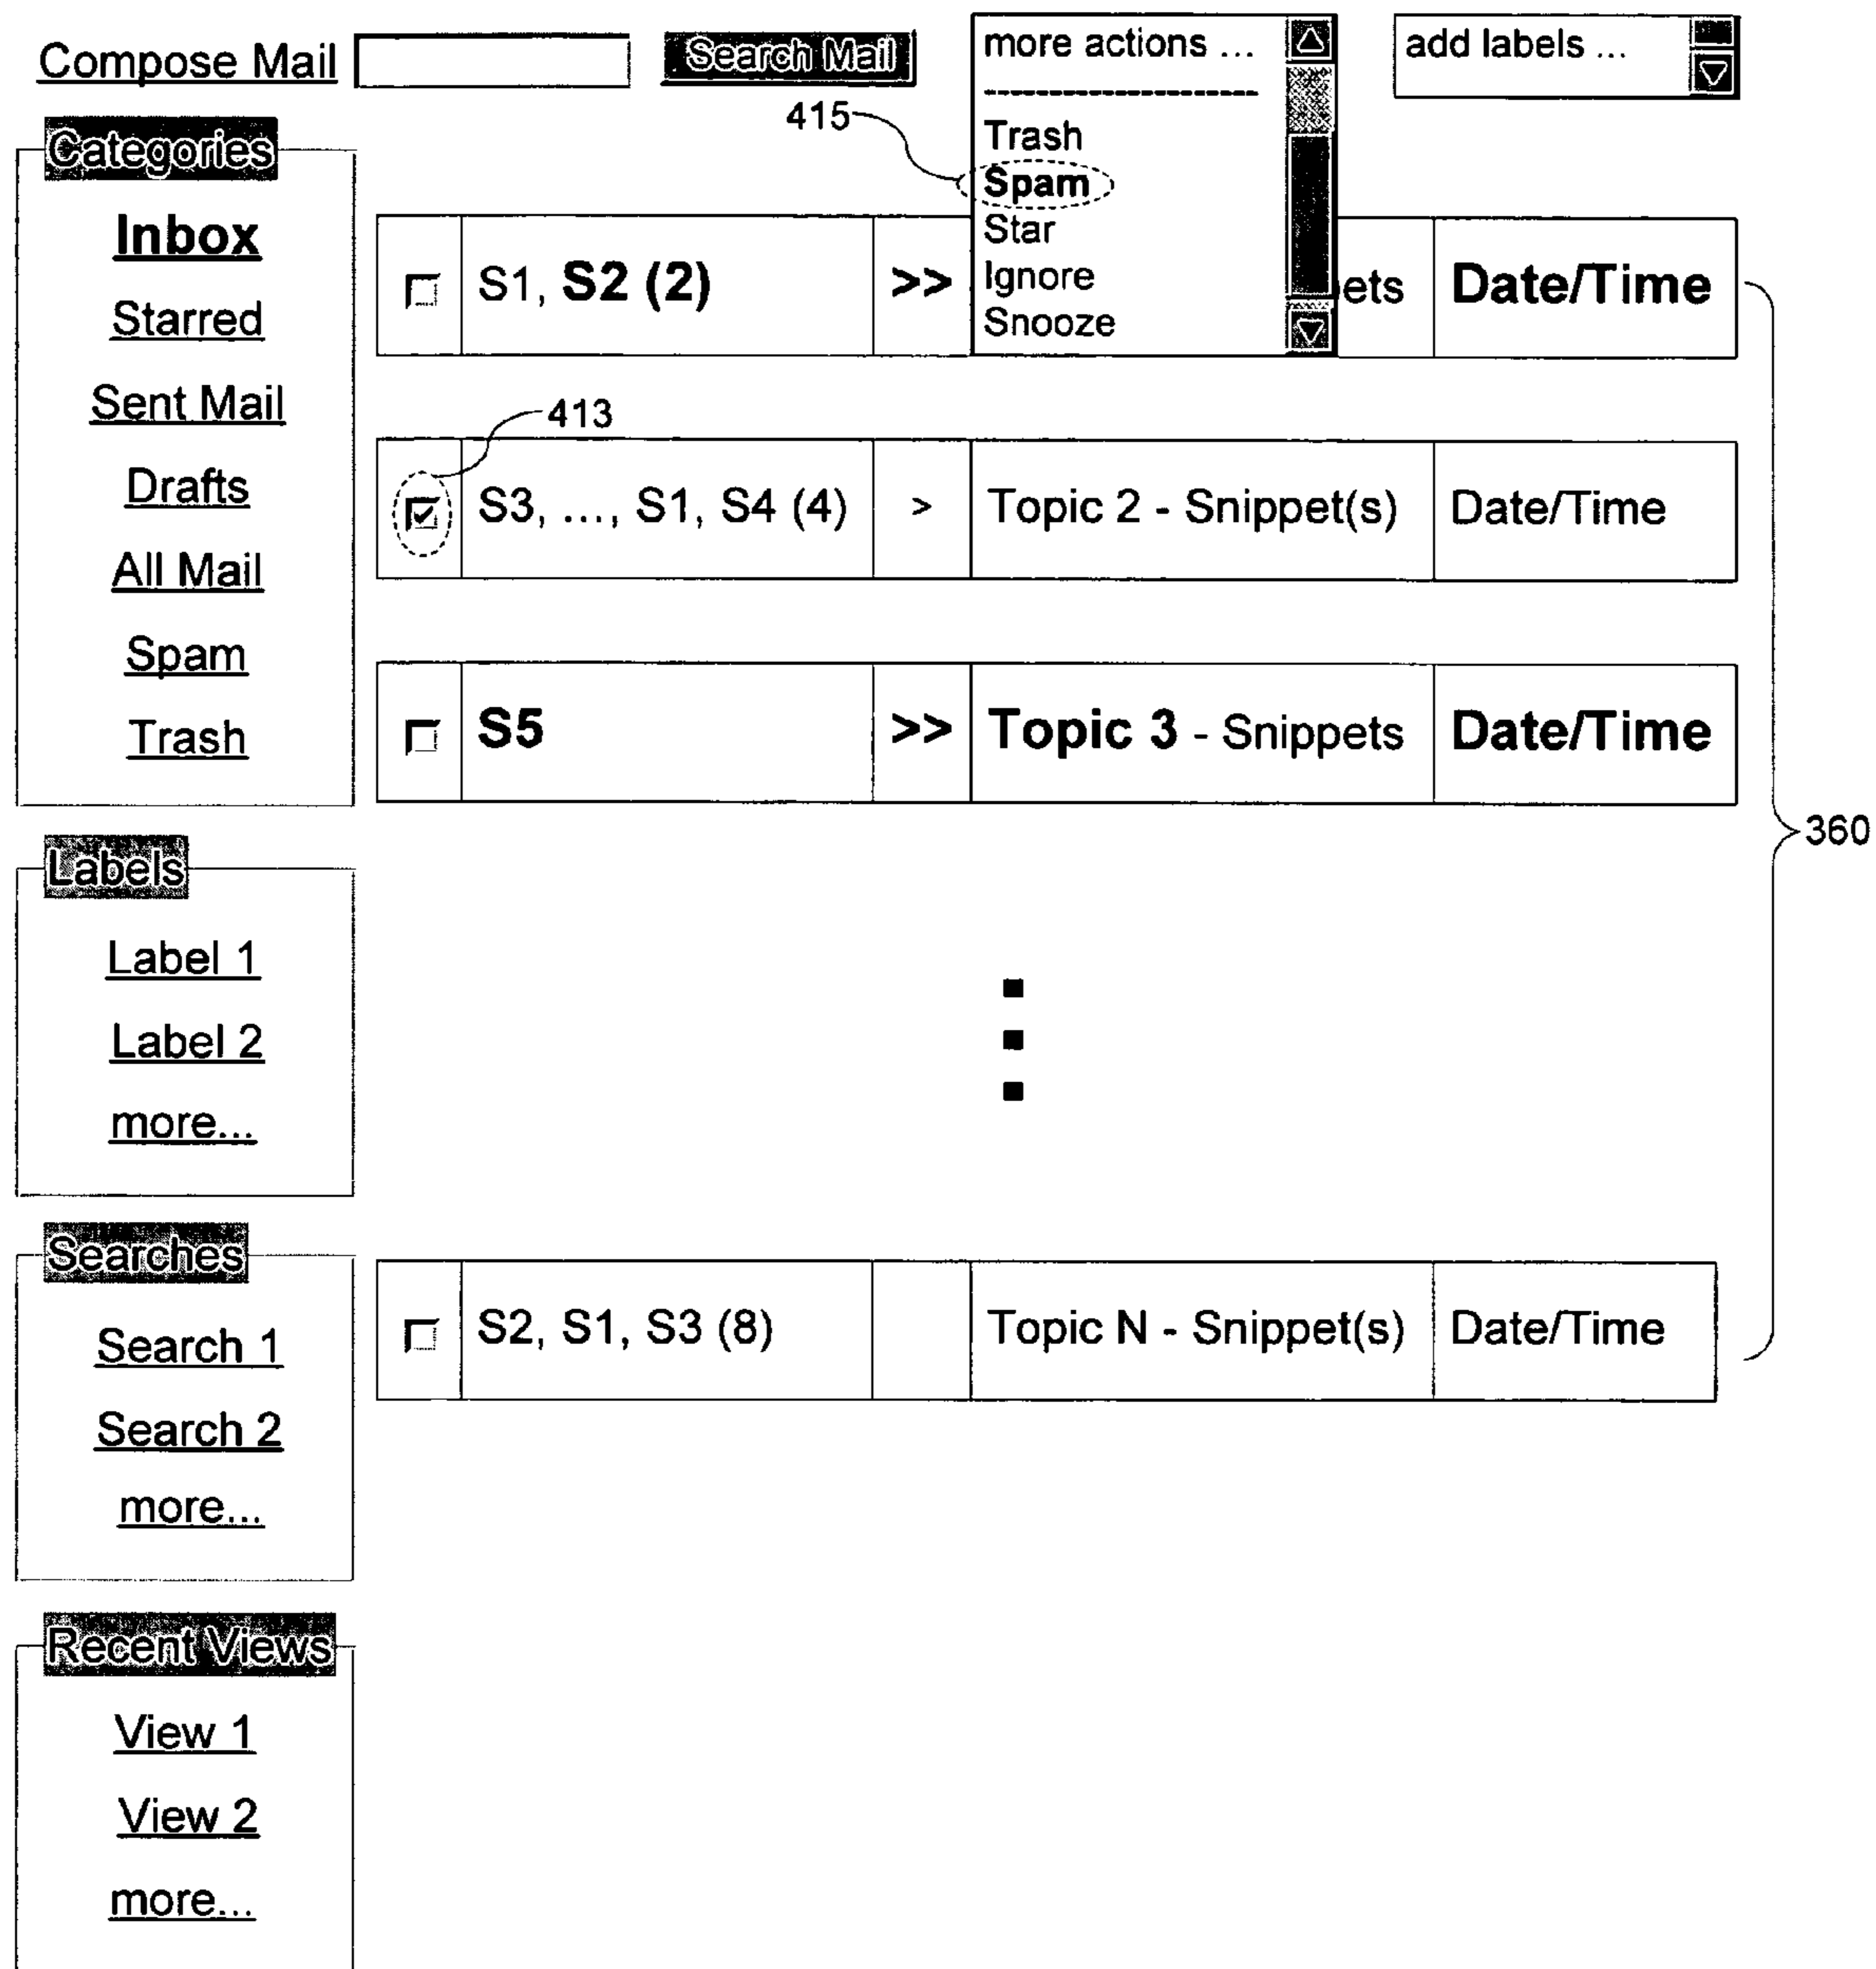 Compose Mail
Search Mail
more actions ...
add labels ...
415
Trash
Spam
Star
Ignore
Snooze
Categories
Inbox
Starred
Sent Mail
Drafts
All Mail
Spam
Trash
S1, S2 (2) >> ets Date/Time
413
S3, ..., S1, S4 (4) > Topic 2 - Snippet(s) Date/Time
S5 >> Topic 3 - Snippets Date/Time
360
Labels
Label 1
Label 2
more...
Searches
Search 1
Search 2
more...
S2, S1, S3 (8) Topic N - Snippet(s) Date/Time
Recent Views
View 1
View 2
more...